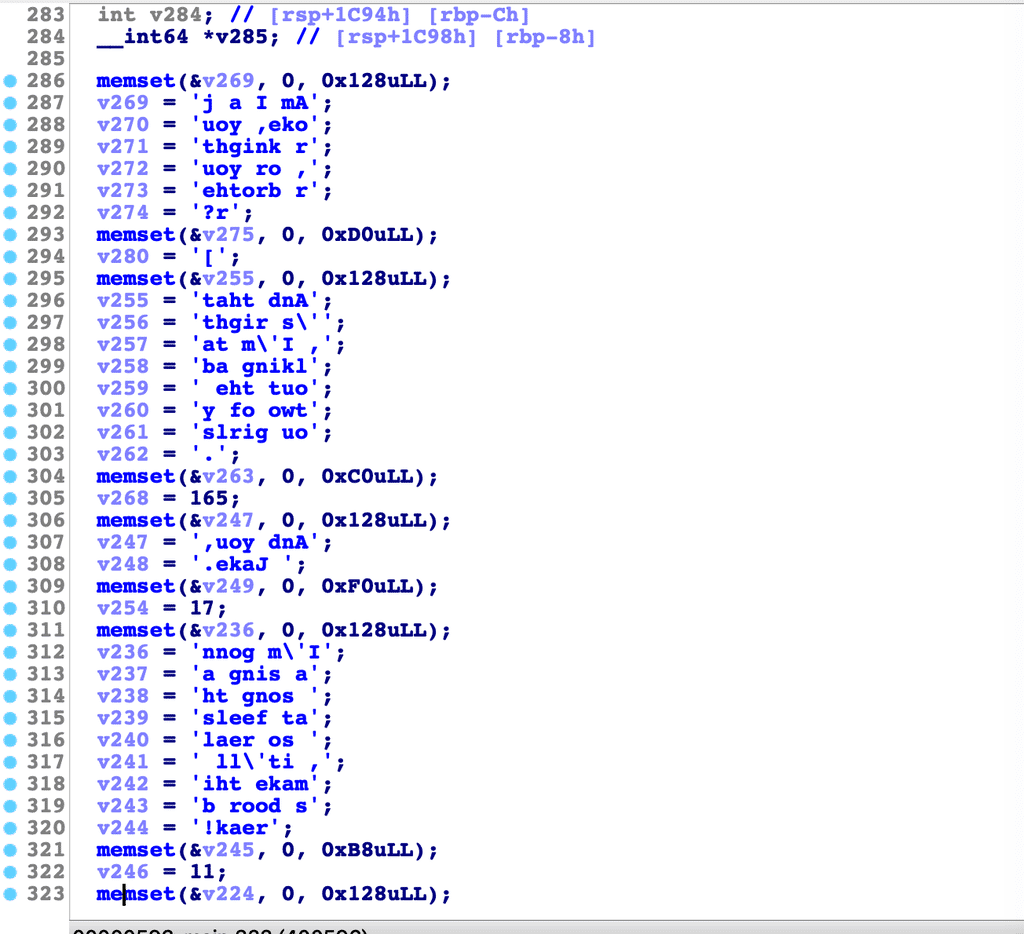 283 int v284; // [rsp+1C94h] [rbp-Ch]
284 __int64 *v285; // [rsp+1C98h] [rbp-8h]
285
286 memset(&v269, 0, 0x128uLL);
287 v269 = 'j a I mA';
288 v270 = 'uoy ,eko';
289 v271 = 'thgink r';
290 v272 = 'uoy ro ,';
291 v273 = 'ehtorb r';
292 v274 = '?r';
293 memset(&v275, 0, 0xD0uLL);
294 v280 = '[';
295 memset(&v255, 0, 0x128uLL);
296 v255 = 'taht dnA';
297 v256 = 'thgir s\'';
298 v257 = 'at m\'I ,';
299 v258 = 'ba gnikl';
300 v259 = ' eht tuo';
301 v260 = 'y fo owt';
302 v261 = 'slrig uo';
303 v262 = '.';
304 memset(&v263, 0, 0xC0uLL);
305 v268 = 165;
306 memset(&v247, 0, 0x128uLL);
307 v247 = ',uoy dnA';
308 v248 = '.ekaJ ';
309 memset(&v249, 0, 0xF0uLL);
310 v254 = 17;
311 memset(&v236, 0, 0x128uLL);
312 v236 = 'nnog m\'I';
313 v237 = 'a gnis a';
314 v238 = 'ht gnos ';
315 v239 = 'sleef ta';
316 v240 = 'laer os ';
317 v241 = ' ll\'ti ,';
318 v242 = 'iht ekam';
319 v243 = 'b rood s';
320 v244 = '!kaer';
321 memset(&v245, 0, 0xB8uLL);
322 v246 = 11;
323 memset(&v224, 0, 0x128uLL);